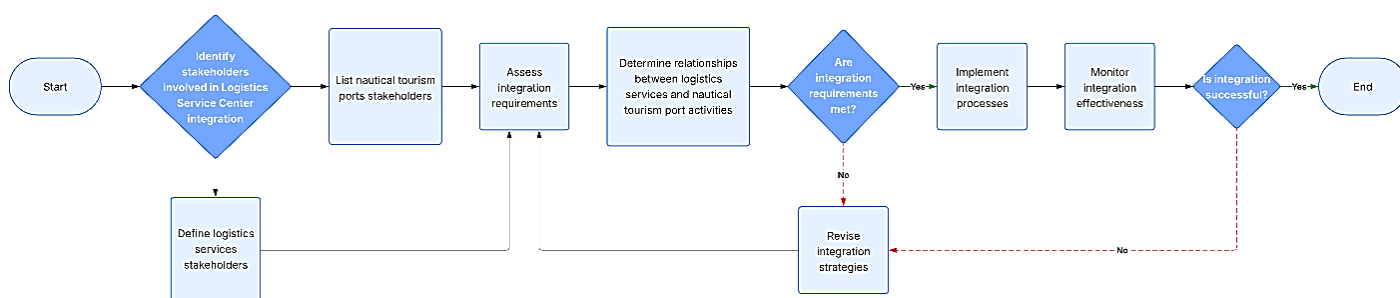 Start
Identify
stakeholders
involved in Logistics
Service Center
integration
List nautical tourism
ports stakeholders
Assess
integration
requirements
Determine relationships
between logistics
services and nautical
tourism port activities
Are
integration
requirements
met?
Yes
Implement
integration
processes
Monitor
integration
effectiveness
Is integration
successful?
Yes
End
No
Define logistics
services
stakeholders
Revise
integration
strategies
No